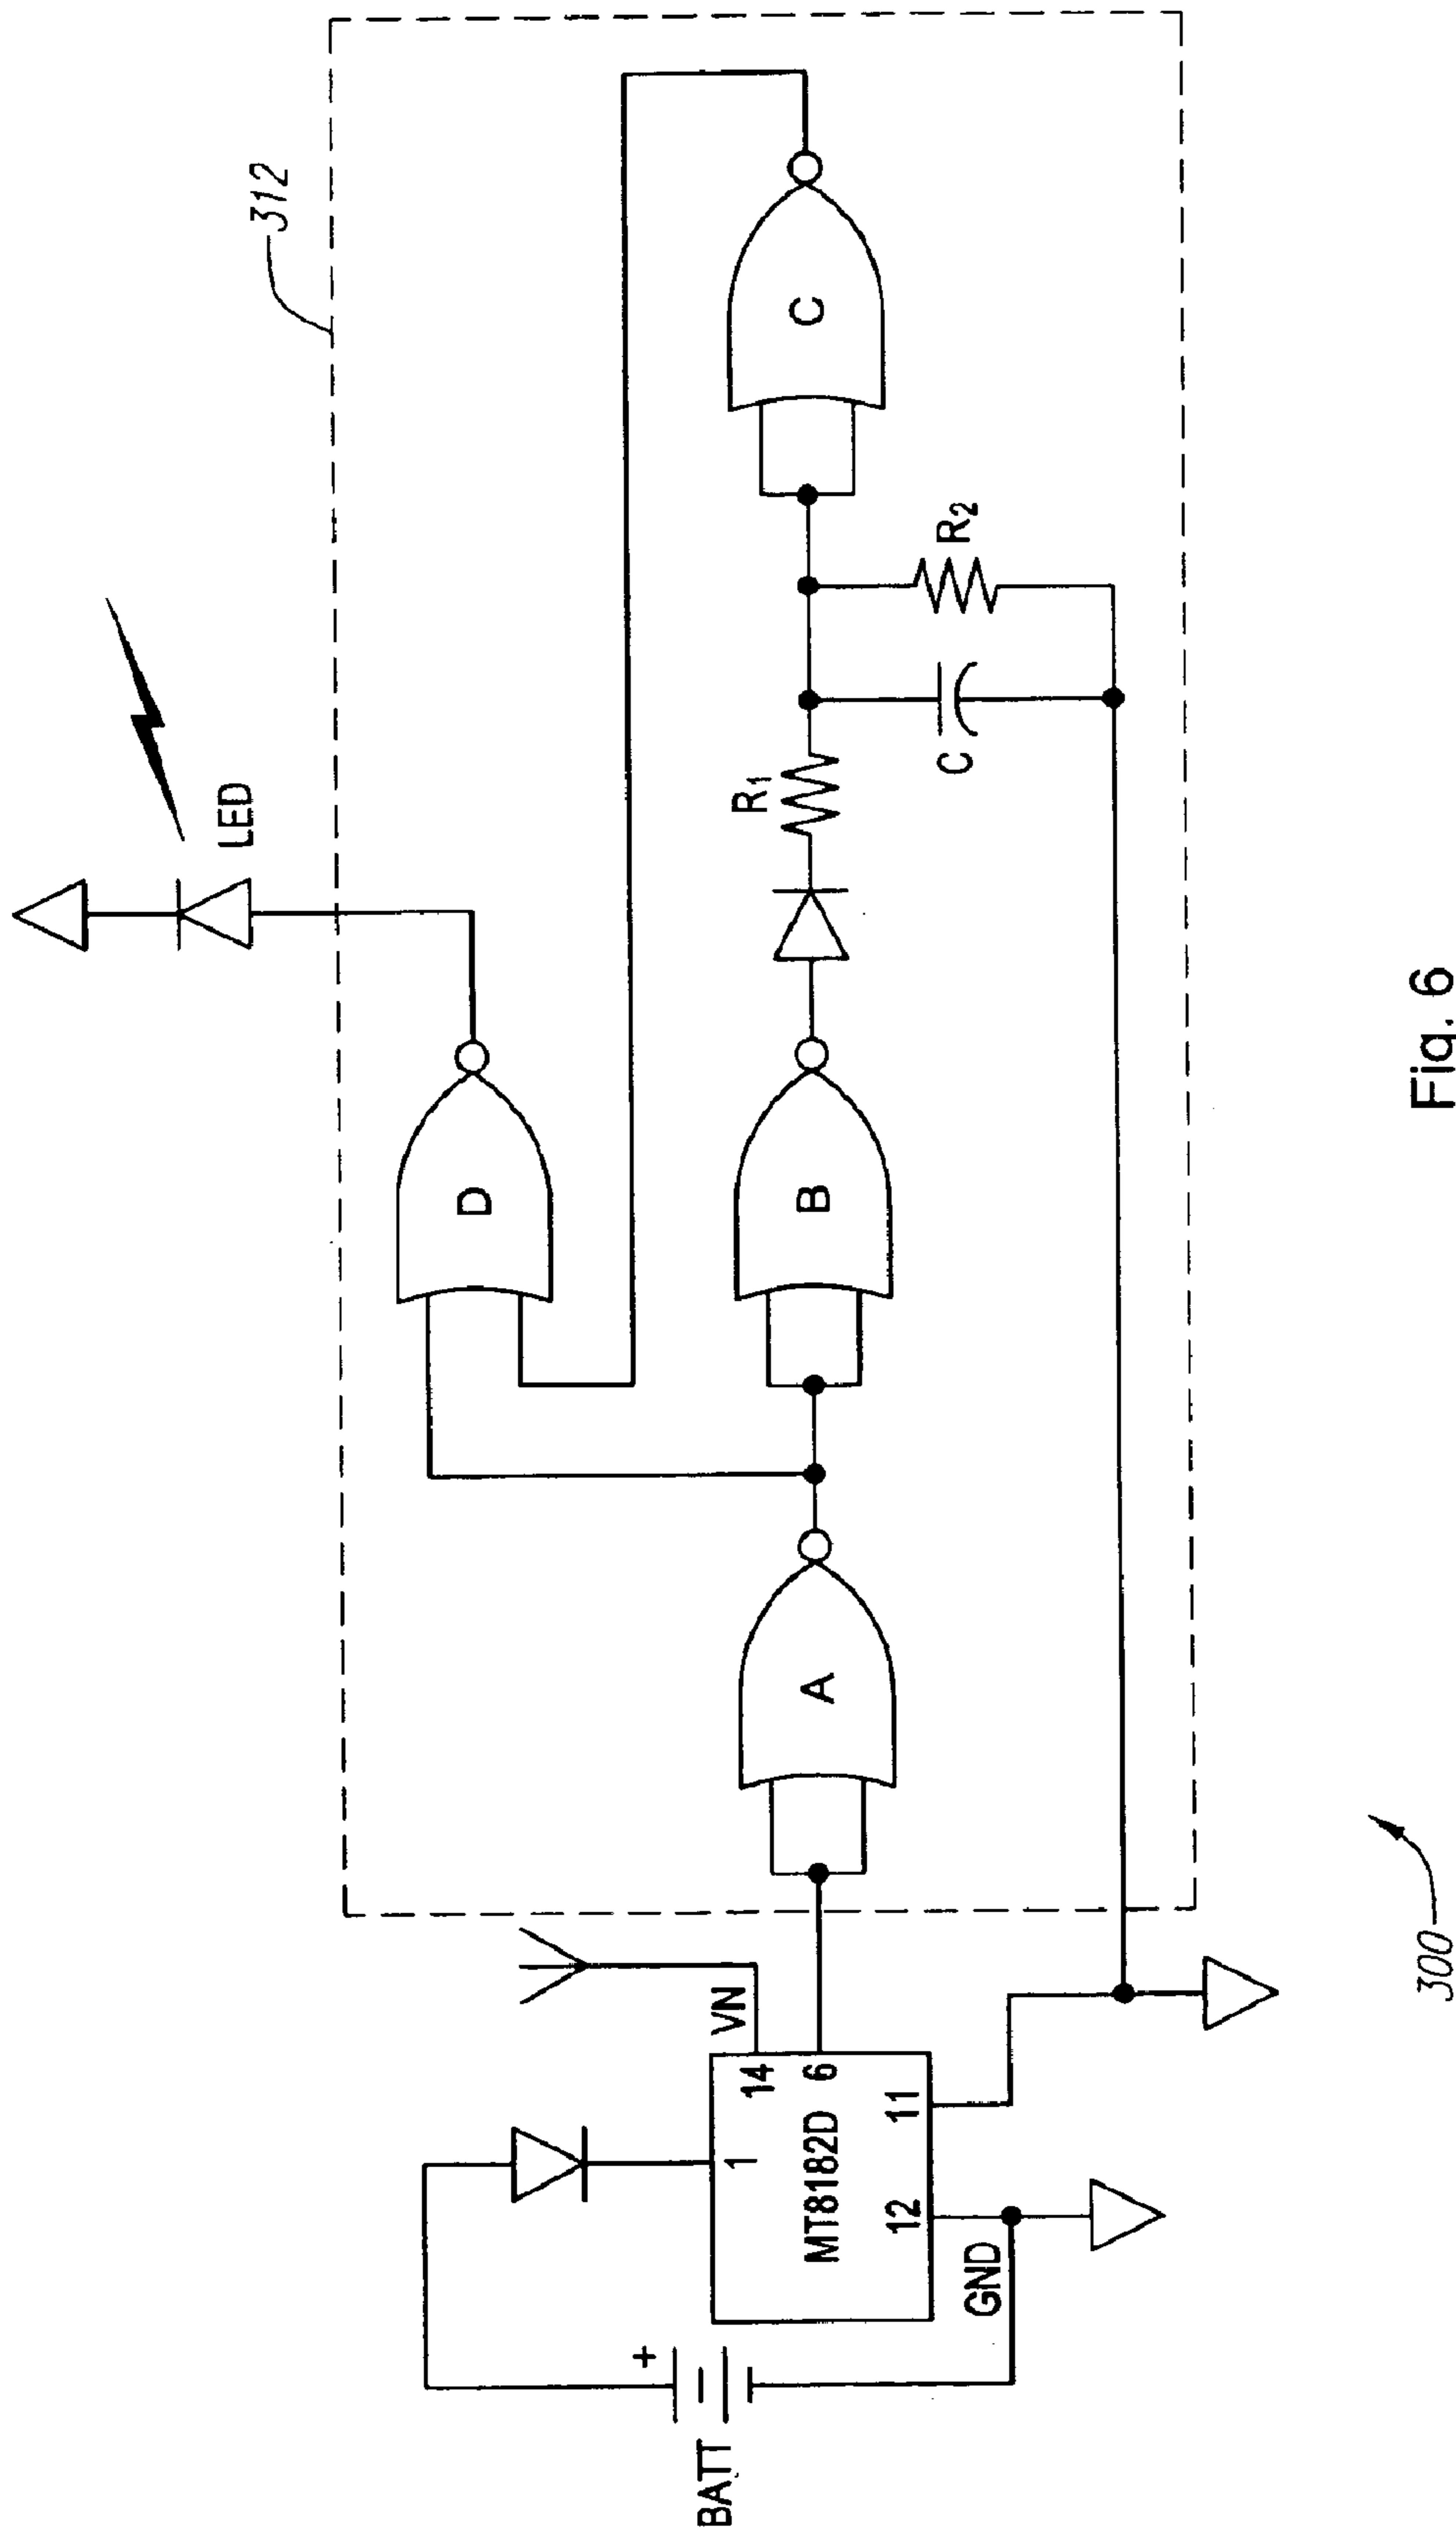 312
LED
D
C
B
A
R1
R2
C
VN
14
6
1
MT8182D
11
12
GND
+
BATT
300
Fig. 6